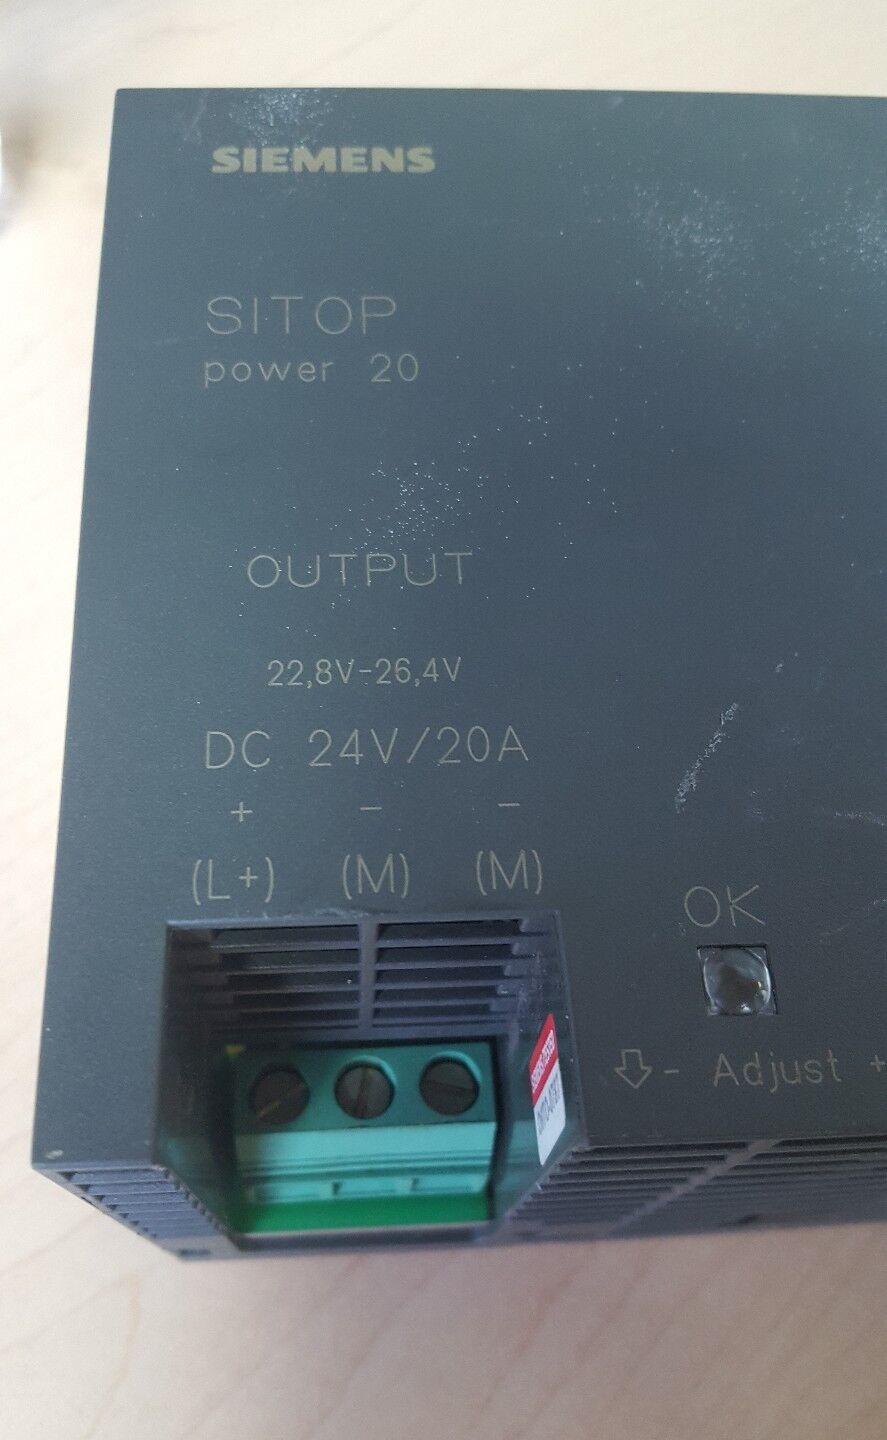 SIEMENS
SITOP
power 20
OUTPUT
22,8V-26,4V
DC 24V/20A
+ - -
(L+) (M) (M)
OK
- Adjust +